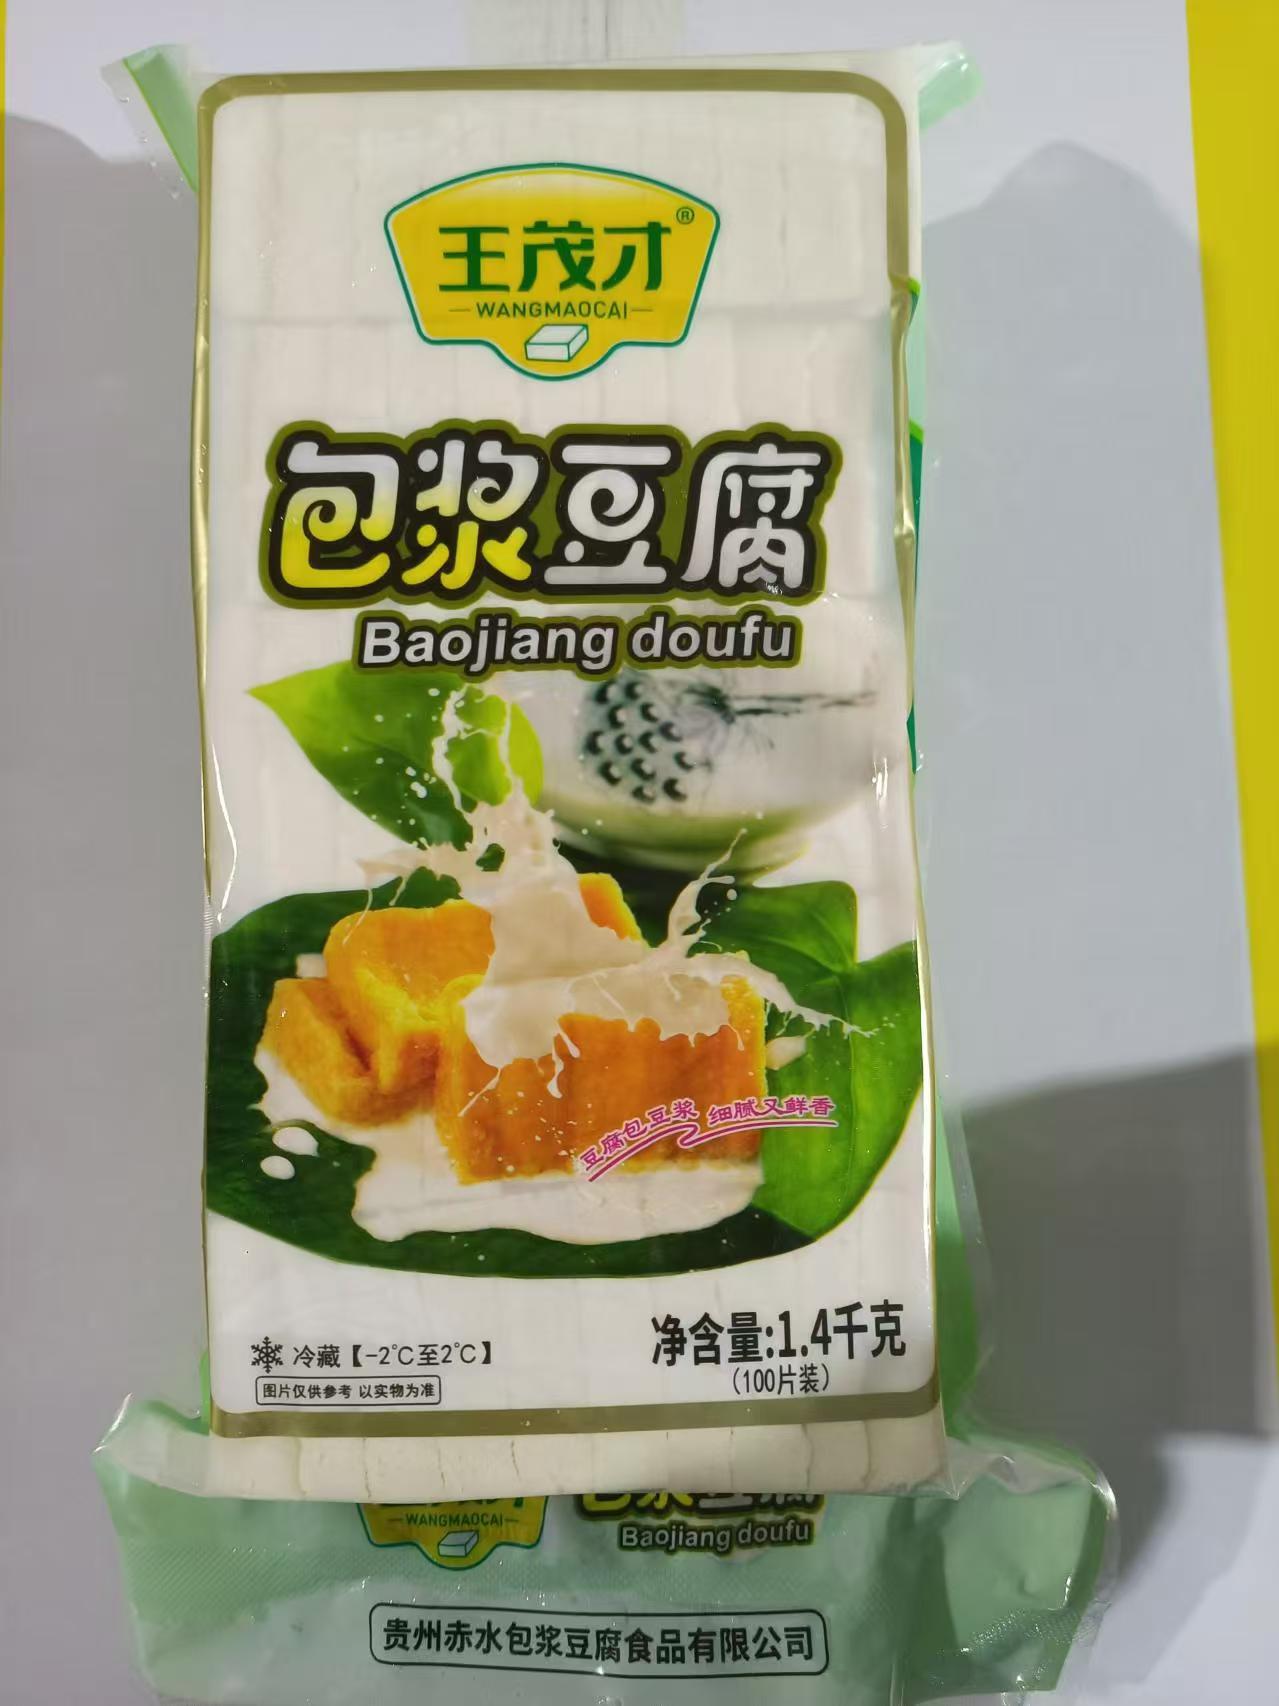 王茂才®
WANGMAOCAI
包浆豆腐
Baojiang doufu
豆腐包豆浆 细腻又鲜香
净含量:1.4千克
(100片装)
冷藏【-2℃至2℃】
图片仅供参考 以实物为准
WANGMAOCAI
Baojiang doufu
贵州赤水包浆豆腐食品有限公司